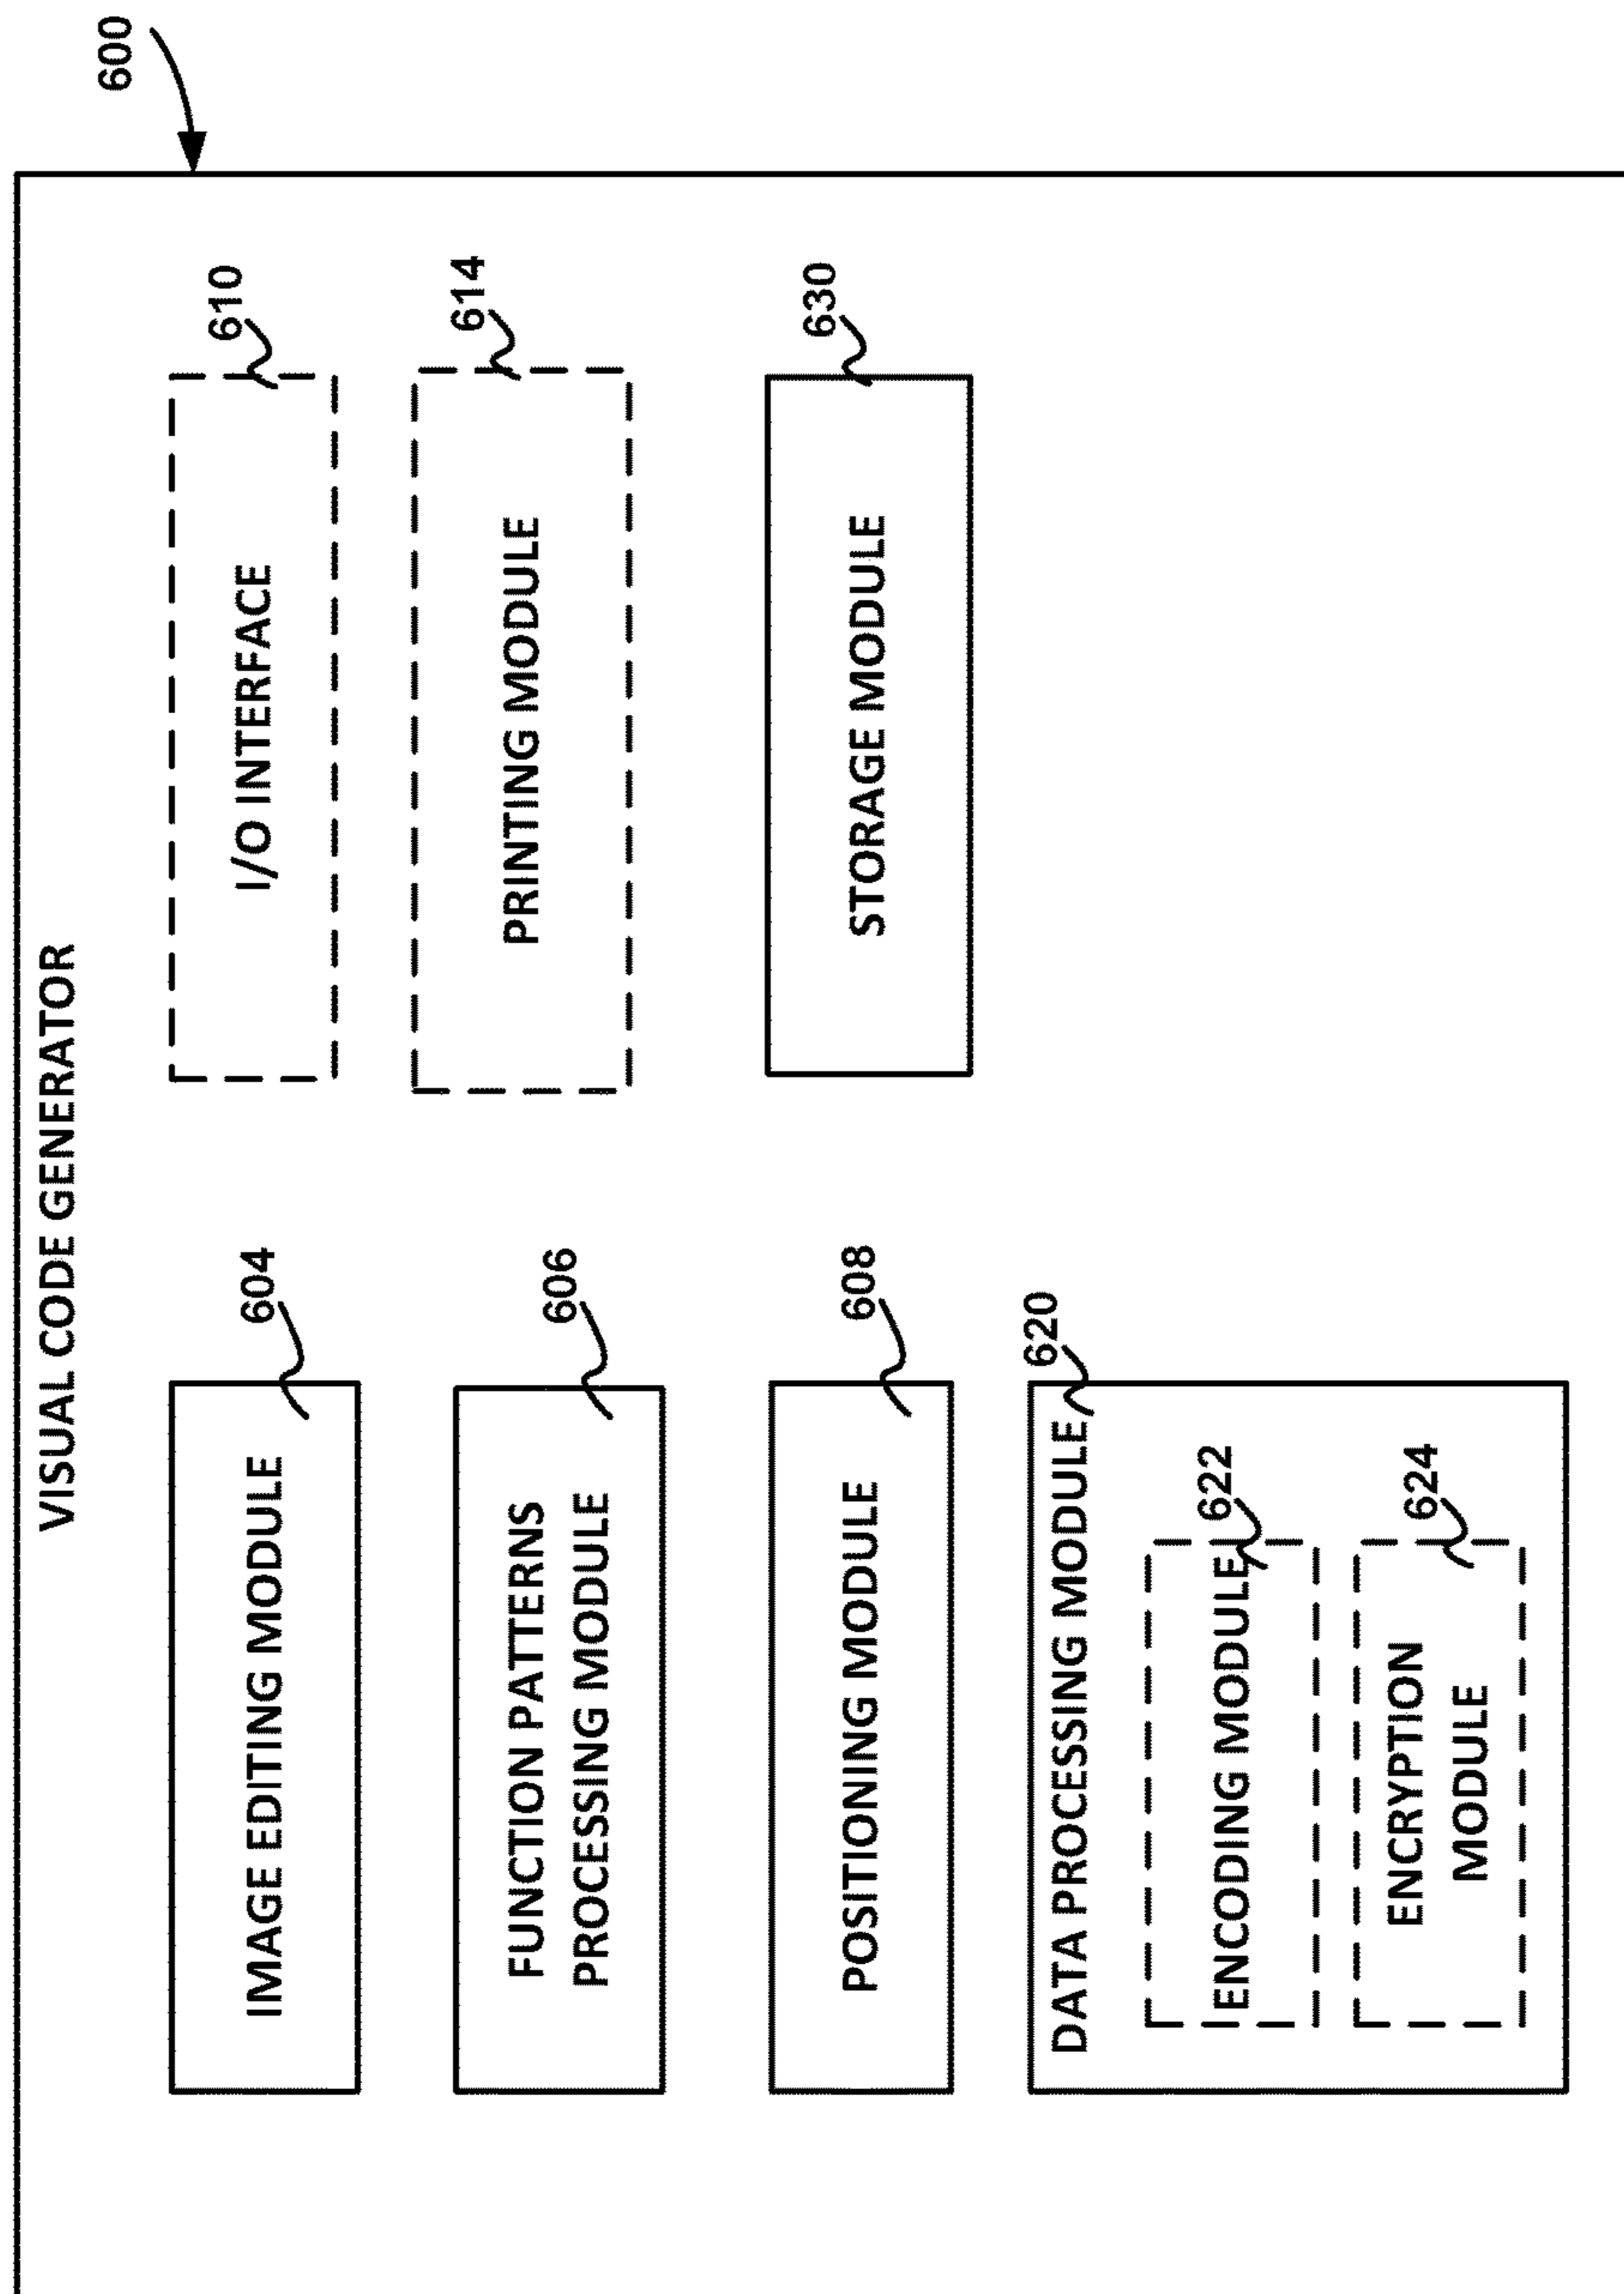 600
VISUAL CODE GENERATOR
604
IMAGE EDITING MODULE
606
FUNCTION PATTERNS
PROCESSING MODULE
608
POSITIONING MODULE
620
DATA PROCESSING MODULE
622
ENCODING MODULE
624
ENCRYPTION
MODULE
610
I/O INTERFACE
614
PRINTING MODULE
630
STORAGE MODULE